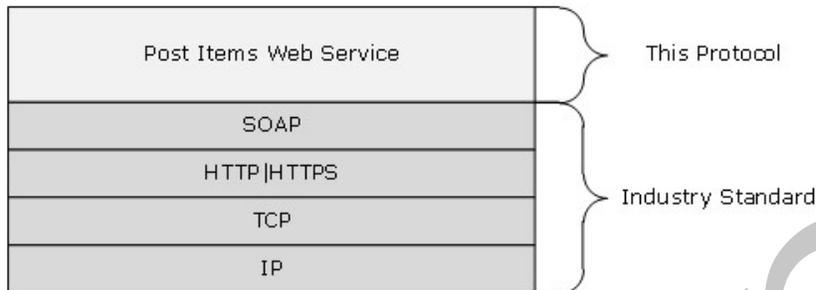 Post Items Web Service
This Protocol
SOAP
HTTP|HTTPS
Industry Standard
TCP
IP